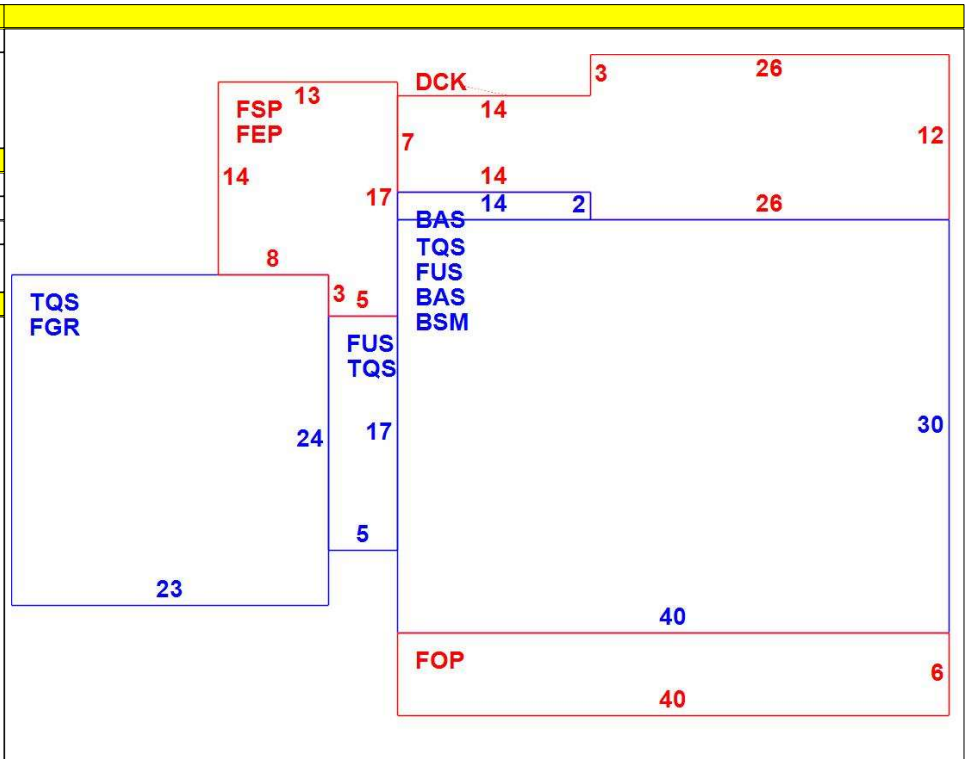 3 26
13 DCK
FSP 14
FEP 7 12
14 14
17 14 2 26
BAS
TQS
8 FUS
TQS 3 5 BAS
FGR BSM
FUS
TQS
24 17 30
5
23 40
FOP 6
40